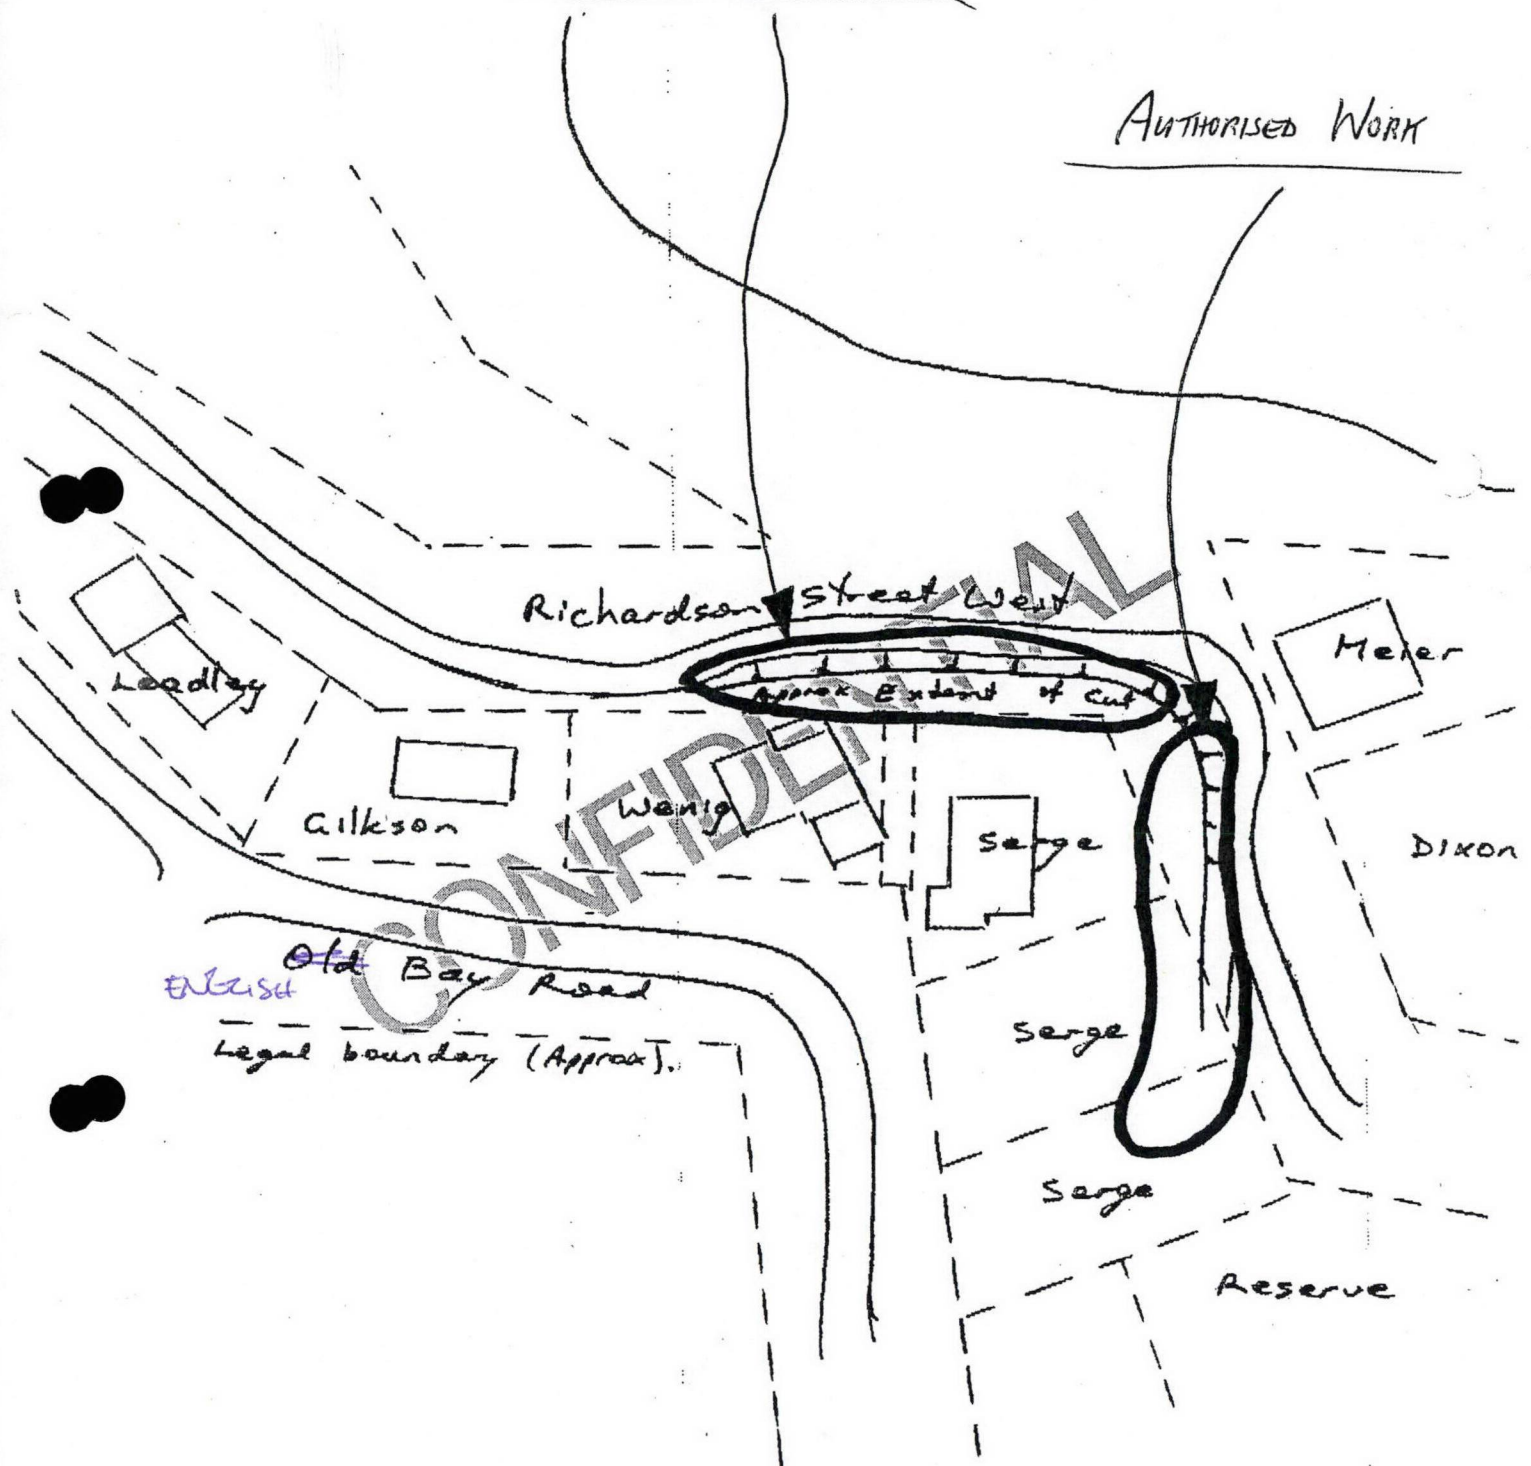 AUTHORISED WORK
Richardson Street West
Approx Extent of Cut
Meier
Leadley
Gilkson
Wenig
Serge
Dixon
Old Bay Road
ENGLISH
Serge
Legal boundary (Approx).
Serge
Reserve
CONFIDENTIAL